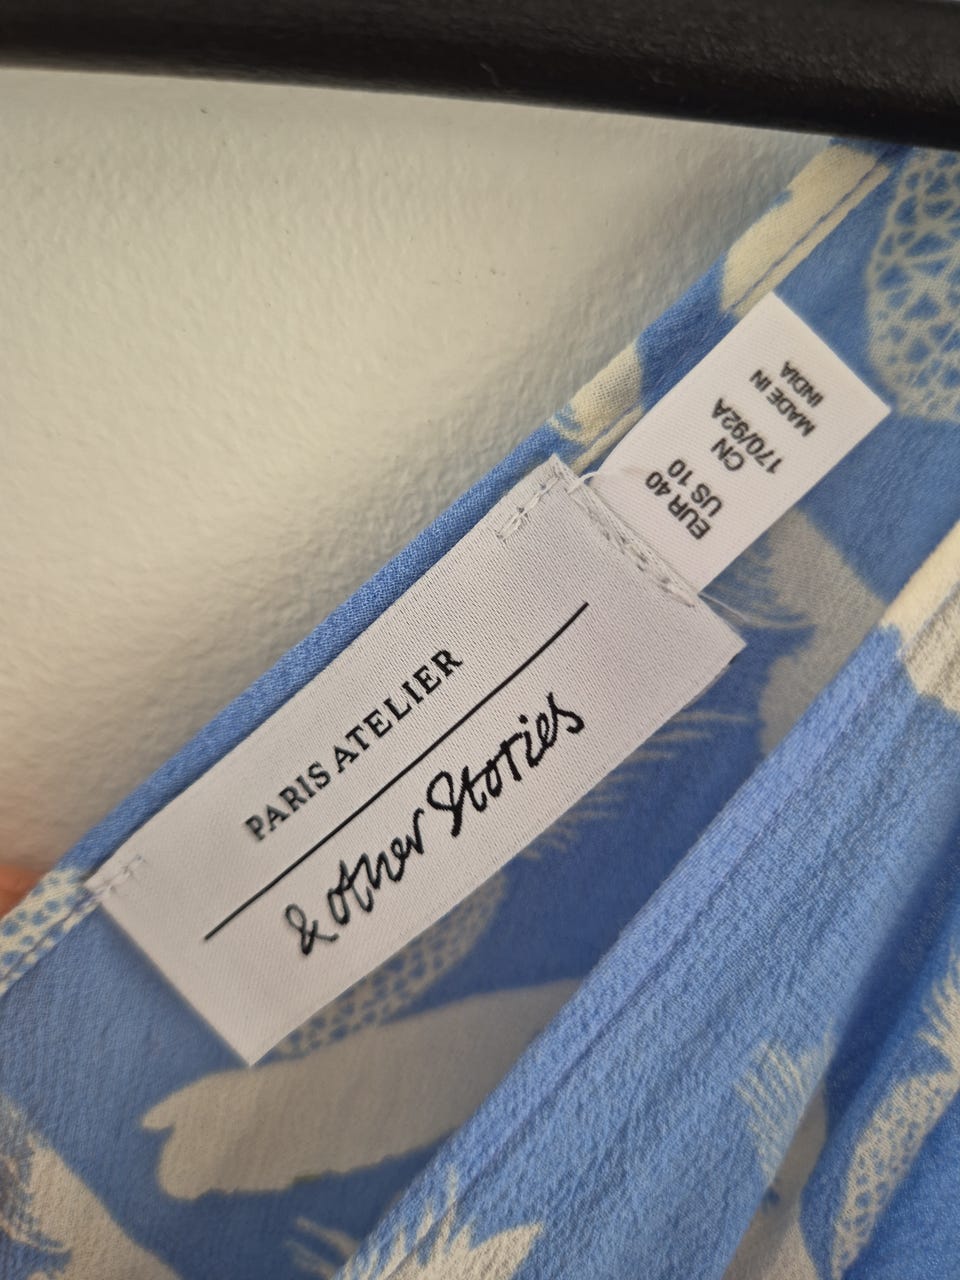 PARIS ATELIER
& other Stories
EUR 40
US 10
CN
170/92A
MADE IN
INDIA